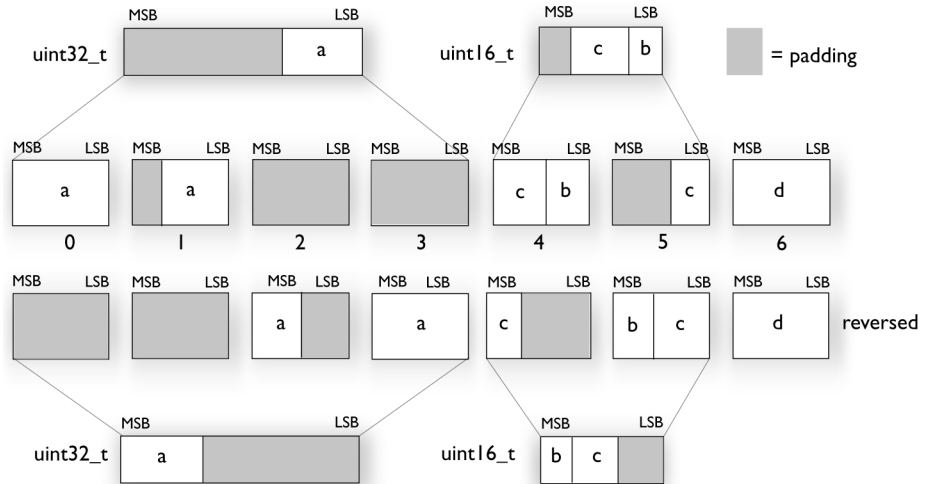 MSB LSB MSB LSB
uint32_t a uint16_t c b = padding
MSB LSB MSB LSB MSB LSB MSB LSB MSB LSB MSB LSB MSB LSB
a a c b c d
0 1 2 3 4 5 6
MSB LSB MSB LSB MSB LSB MSB LSB MSB LSB MSB LSB MSB LSB
a a c b c d reversed
MSB LSB MSB LSB
uint32_t a uint16_t b c